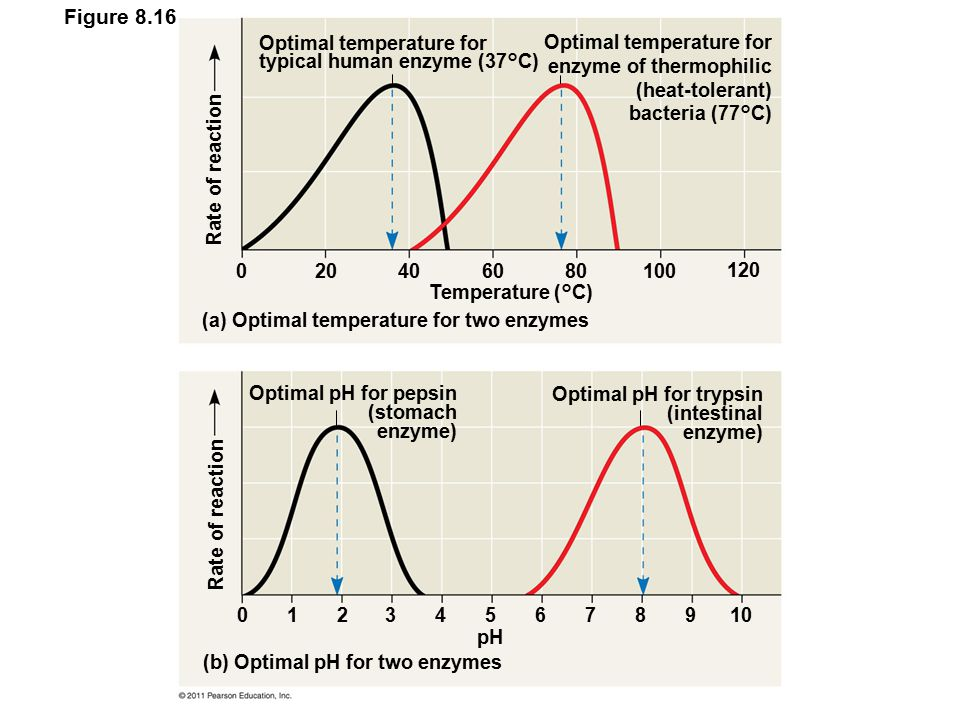 Figure 8.16
Optimal temperature for
typical human enzyme (37°C)
Optimal temperature for
enzyme of thermophilic
(heat-tolerant)
bacteria (77°C)
Rate of reaction
0 20 40 60 80 100 120
Temperature (°C)
(a) Optimal temperature for two enzymes
Optimal pH for pepsin
(stomach
enzyme)
Optimal pH for trypsin
(intestinal
enzyme)
Rate of reaction
0 1 2 3 4 5 6 7 8 9 10
pH
(b) Optimal pH for two enzymes
© 2011 Pearson Education, Inc.